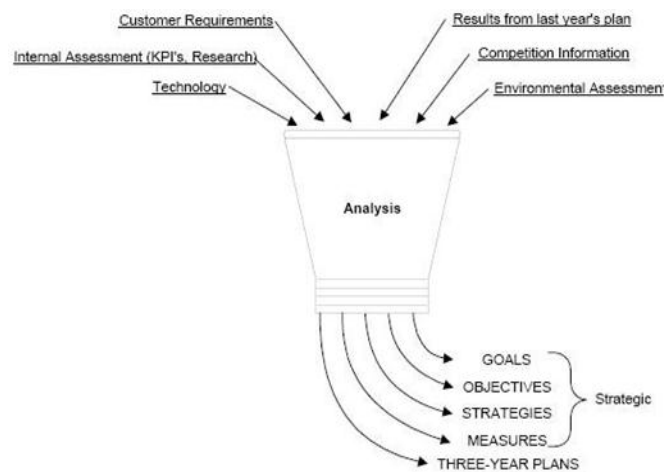 Customer Requirements
Results from last year's plan
Internal Assessment (KPI's, Research)
Competition Information
Technology
Environmental Assessment
Analysis
GOALS
OBJECTIVES
STRATEGIES
Strategic
MEASURES
THREE-YEAR PLANS